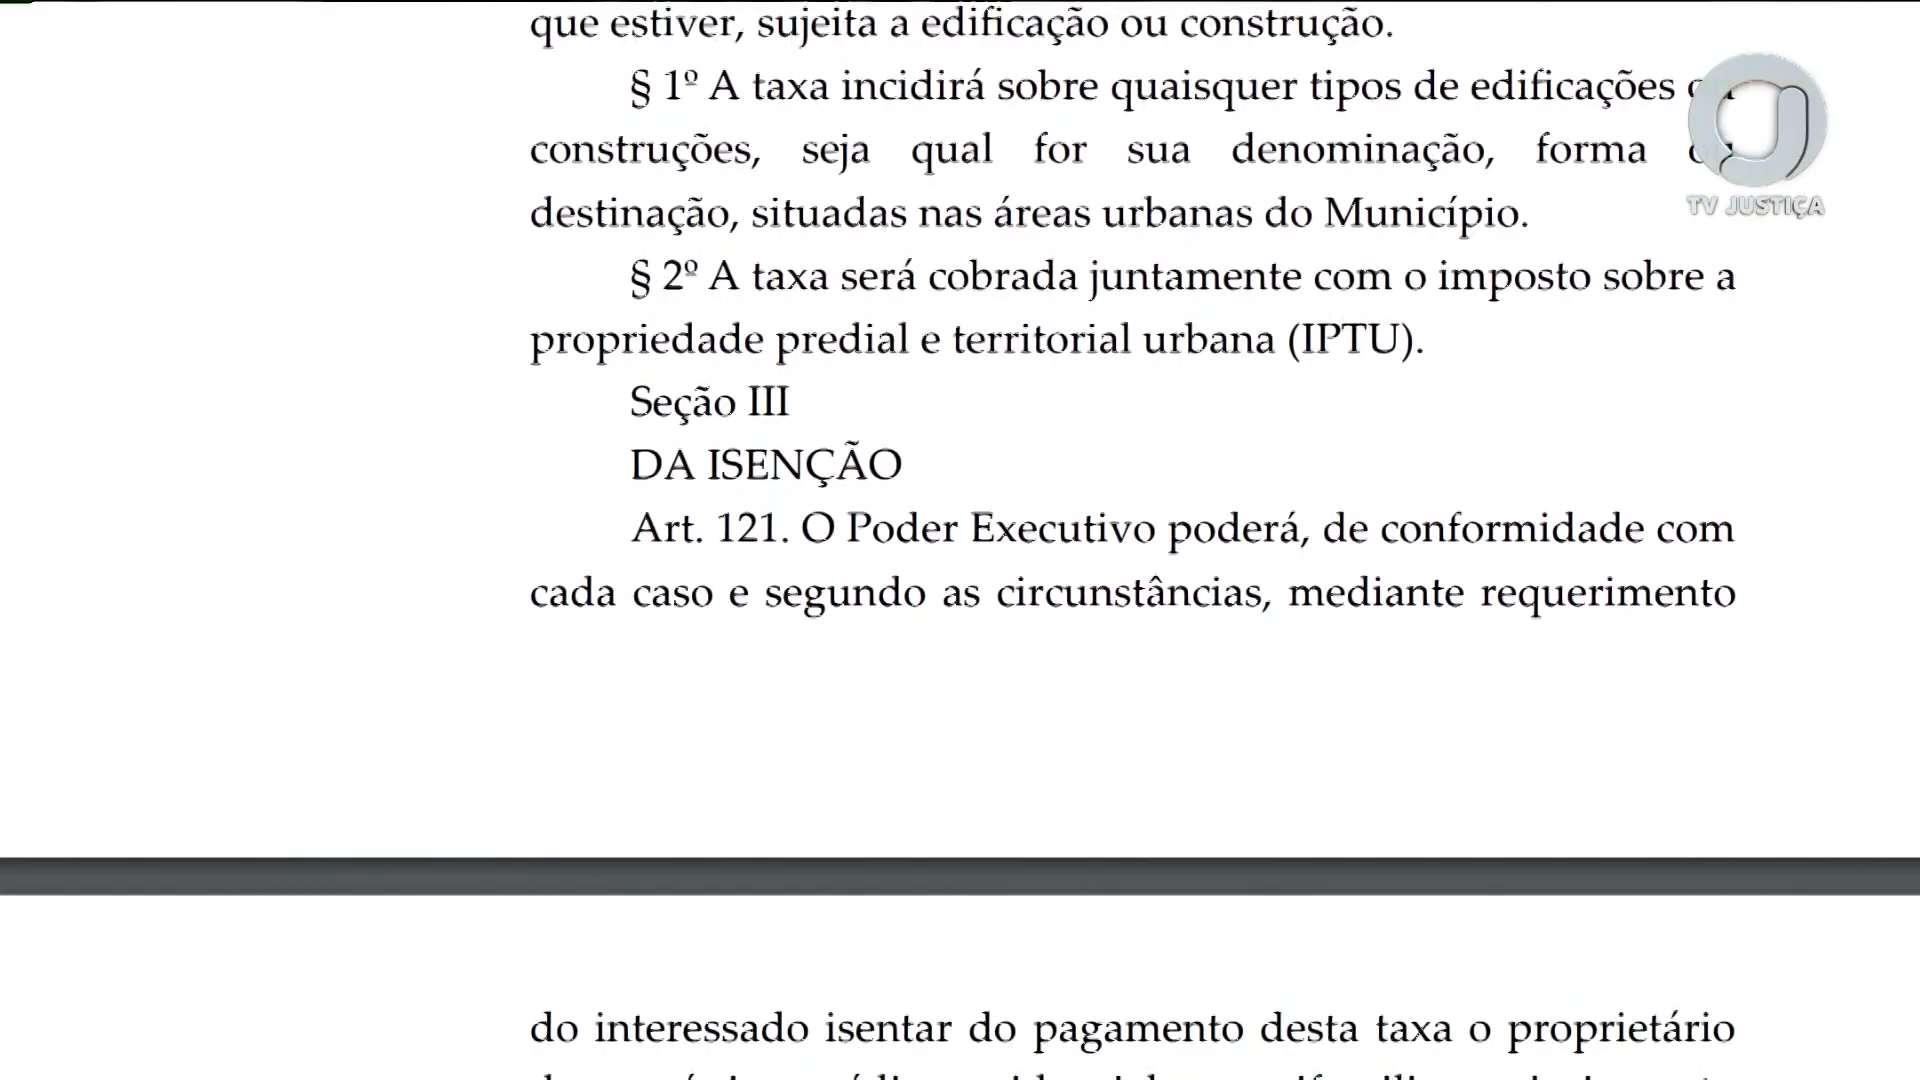 que estiver, sujeita a edificação ou construção.
§ 1º A taxa incidirá sobre quaisquer tipos de edificações
construções, seja qual for sua denominação, forma
destinação, situadas nas áreas urbanas do Município.
TV JUSTIÇA
§ 2º A taxa será cobrada juntamente com o imposto sobre a
propriedade predial e territorial urbana (IPTU).
Seção III
DA ISENÇÃO
Art. 121. O Poder Executivo poderá, de conformidade com
cada caso e segundo as circunstâncias, mediante requerimento
do interessado isentar do pagamento desta taxa o proprietário